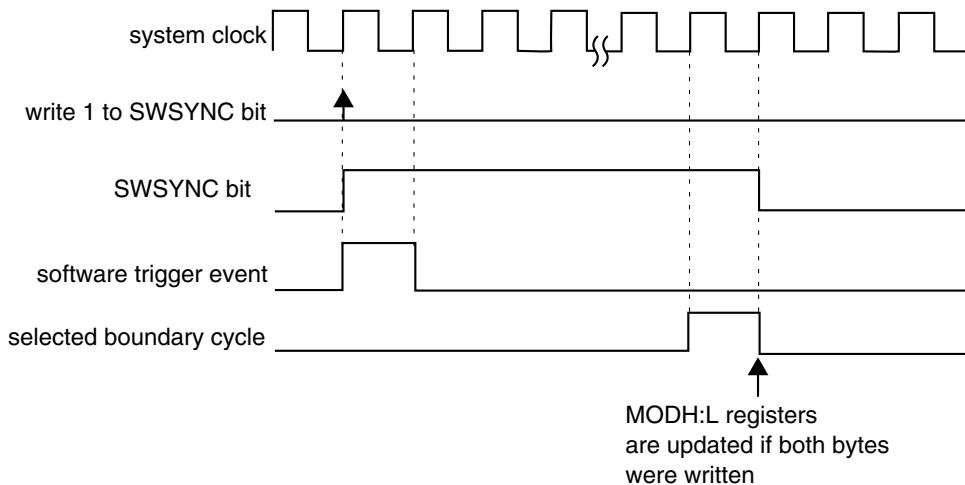 system clock
write 1 to SWSYNC bit
SWSYNC bit
software trigger event
selected boundary cycle
MODH:L registers
are updated if both bytes
were written